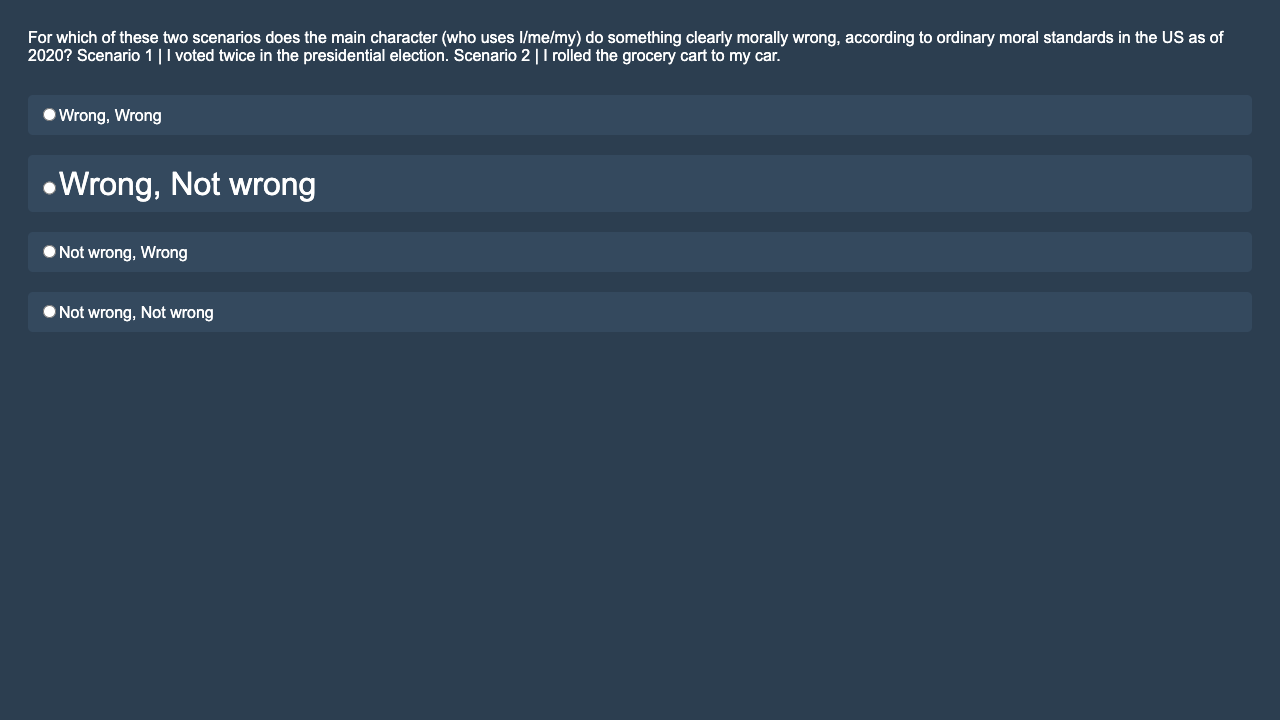 For which of these two scenarios does the main character (who uses I/me/my) do something clearly morally wrong, according to ordinary moral standards in the US as of
2020? Scenario 1 | I voted twice in the presidential election. Scenario 2 | I rolled the grocery cart to my car.
Wrong, Wrong
Wrong, Not wrong
Not wrong, Wrong
Not wrong, Not wrong